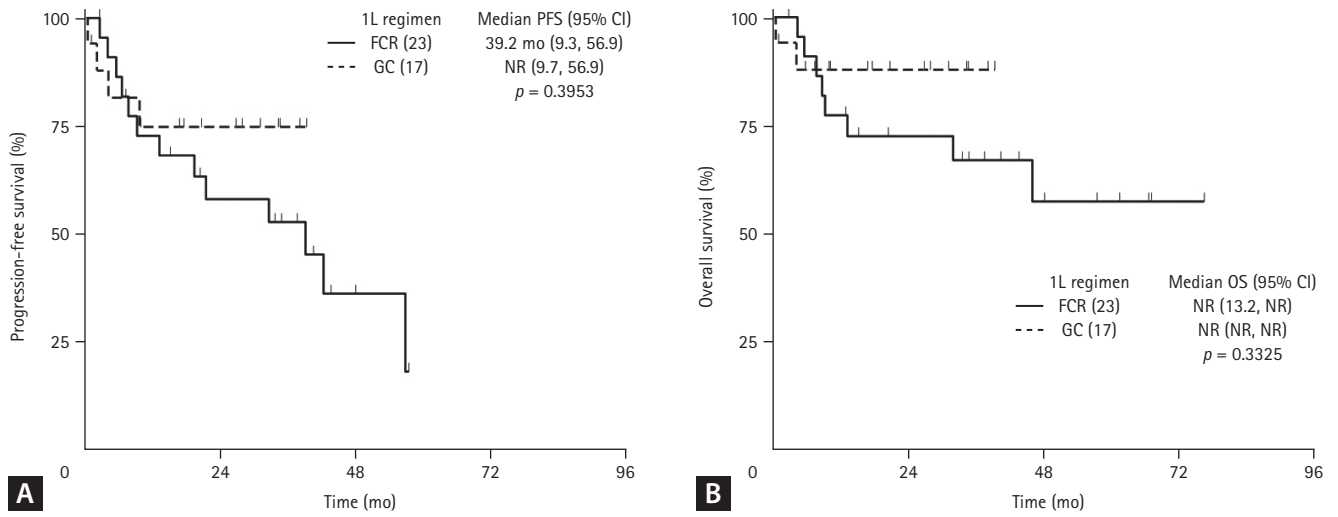 100
75
50
25
0
24
48
72
96
Progression-free survival (%)
Time (mo)
1L regimen Median PFS (95% CI)
FCR (23) 39.2 mo (9.3, 56.9)
GC (17) NR (9.7, 56.9)
p = 0.3953
A
100
75
50
25
0
24
48
72
96
Overall survival (%)
Time (mo)
1L regimen Median OS (95% CI)
FCR (23) NR (13.2, NR)
GC (17) NR (NR, NR)
p = 0.3325
B